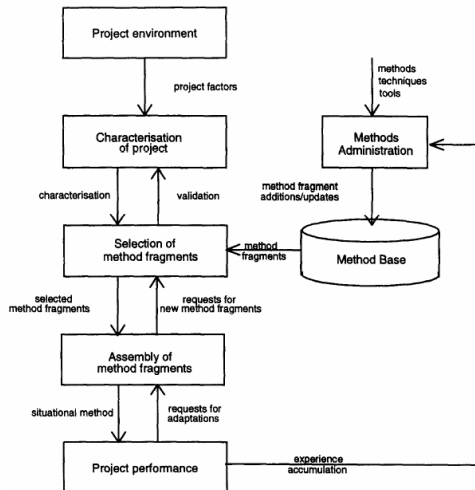 Project environment
project factors
methods
techniques
tools
Characterisation
of project
Methods
Administration
characterisation
validation
method fragment
additions/updates
Selection of
method fragments
method
fragments
Method Base
selected
method fragments
requests for
new method fragments
Assembly of
method fragments
situational method
requests for
adaptations
Project performance
experience
accumulation